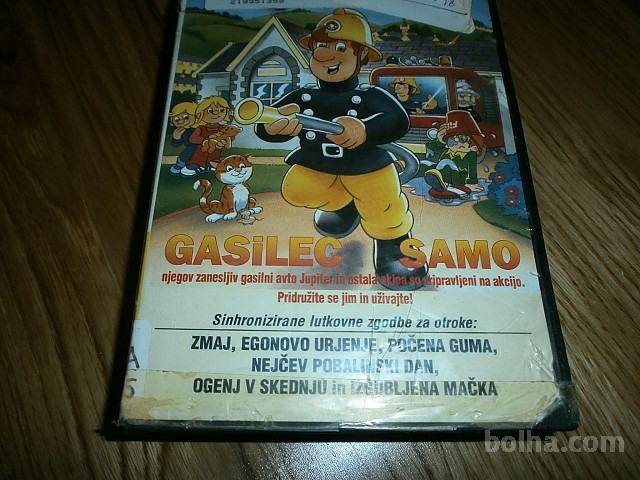 GASILEC SAMO
njegov zanesljiv gasilni avto Jupiter in ostala ekipa so pripravljeni na akcijo.
Pridružite se jim in uživajte!
Sinhronizirane lutkovne zgodbe za otroke:
ZMAJ, EGONOVO URJENJE, POČENA GUMA,
NEJČEV POBALINSKI DAN,
OGENJ V SKEDNJU in IZGUBLJENA MAČKA
A
5
bolha.com